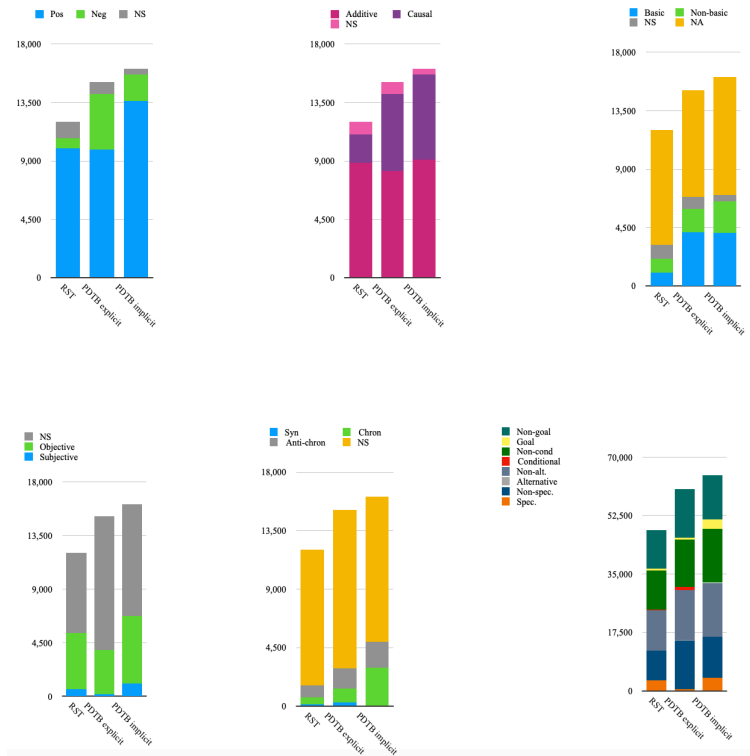 Pos Neg NS
18,000
13,500
9,000
4,500
0
RST PDTB explicit PDTB implicit
Additive Causal
NS
18,000
13,500
9,000
4,500
0
RST PDTB explicit PDTB implicit
Basic Non-basic
NS NA
18,000
13,500
9,000
4,500
0
RST PDTB explicit PDTB implicit
NS
Objective
Subjective
18,000
13,500
9,000
4,500
0
RST PDTB explicit PDTB implicit
Syn Chron
Anti-chron NS
18,000
13,500
9,000
4,500
0
RST PDTB explicit PDTB implicit
Non-goal
Goal
Non-cond
Conditional
Non-alt.
Alternative
Non-spec.
Spec.
70,000
52,500
35,000
17,500
0
RST PDTB explicit PDTB implicit